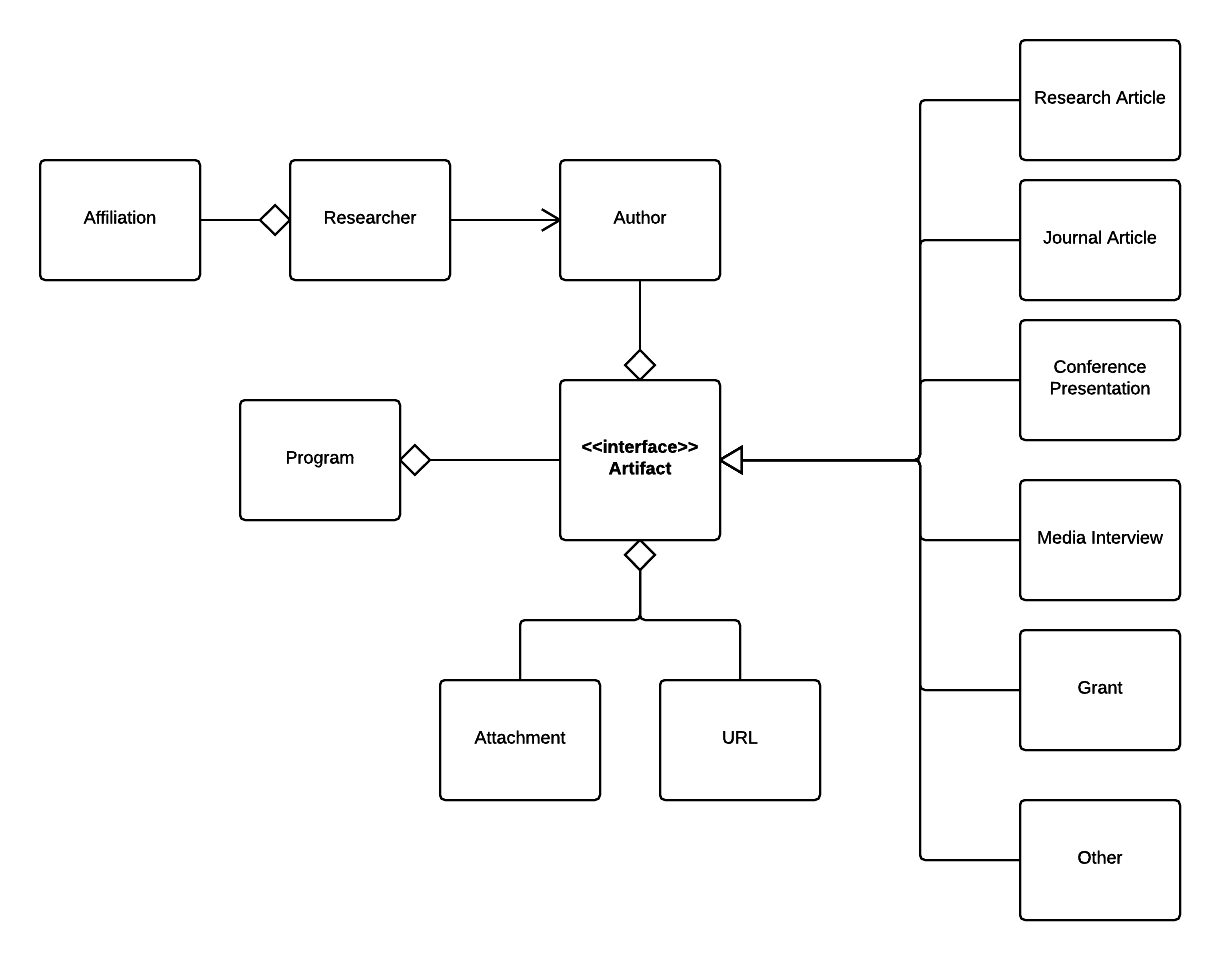 Research Article
Affiliation
Researcher
Author
Journal Article
Conference
Presentation
Program
<<interface>>
Artifact
Media Interview
Grant
Attachment
URL
Other